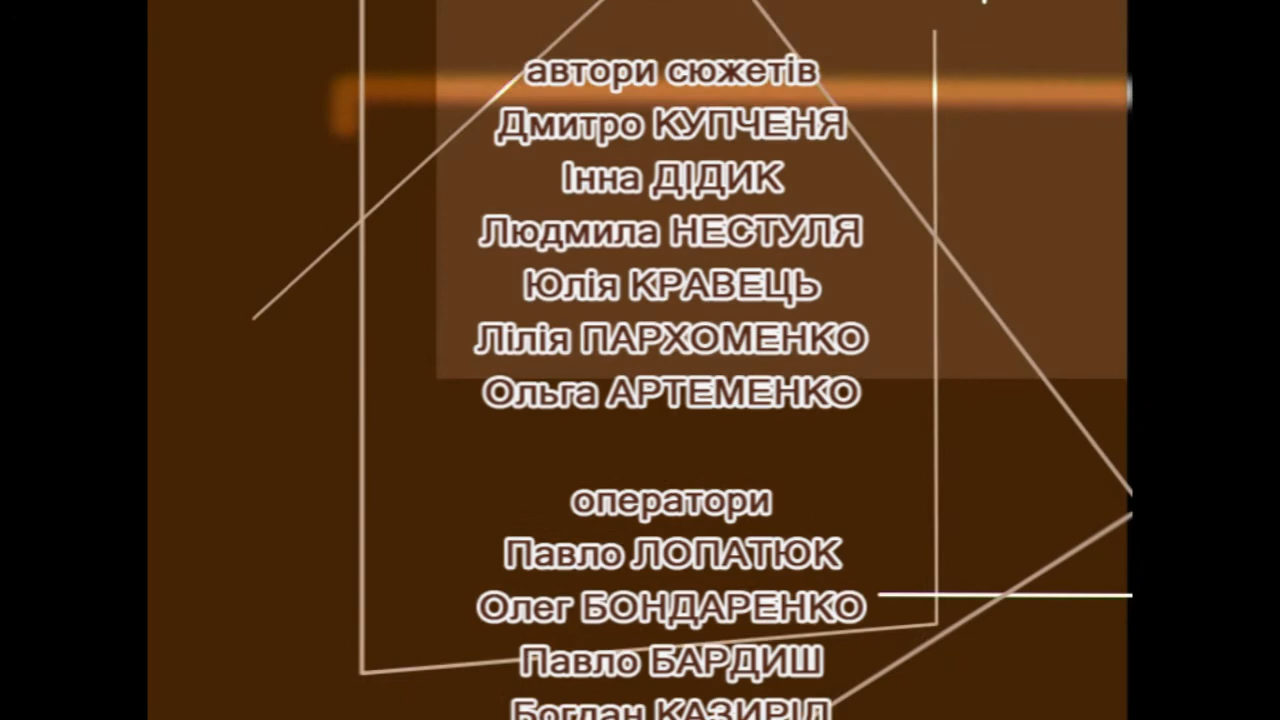 автори сюжетів
Дмитро КУПЧЕНЯ
Інна ДІДИК
Людмила НЕСТУЛЯ
Юлія КРАВЕЦЬ
Лілія ПАРХОМЕНКО
Ольга АРТЕМЕНКО
оператори
Павло ЛОПАТЮК
Олег БОНДАРЕНКО
Павло БАРДИШ
Богдан